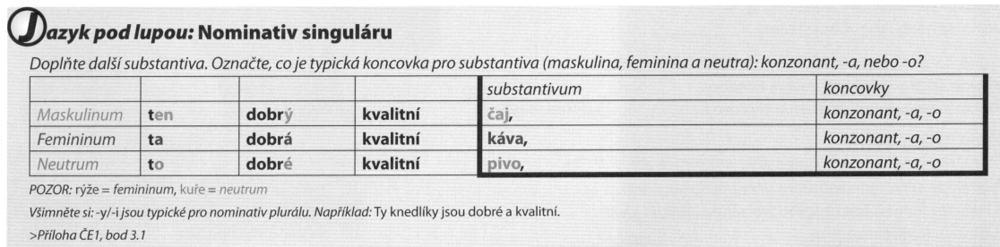 Jazyk pod lupou: Nominativ singuláru
Doplňte další substantiva. Označte, co je typická koncovka pro substantiva (maskulina, feminina a neutra): konzonant, -a, nebo -o?
substantivum koncovky
Maskulinum ten dobrý kvalitní čaj, konzonant, -a, -o
Femininum ta dobrá kvalitní káva, konzonant, -a, -o
Neutrum to dobré kvalitní pivo, konzonant, -a, -o
POZOR: rýže = femininum, kuře = neutrum
Všimněte si: -y/-i jsou typické pro nominativ plurálu. Například: Ty knedlíky jsou dobré a kvalitní.
>Příloha ČE1, bod 3.1